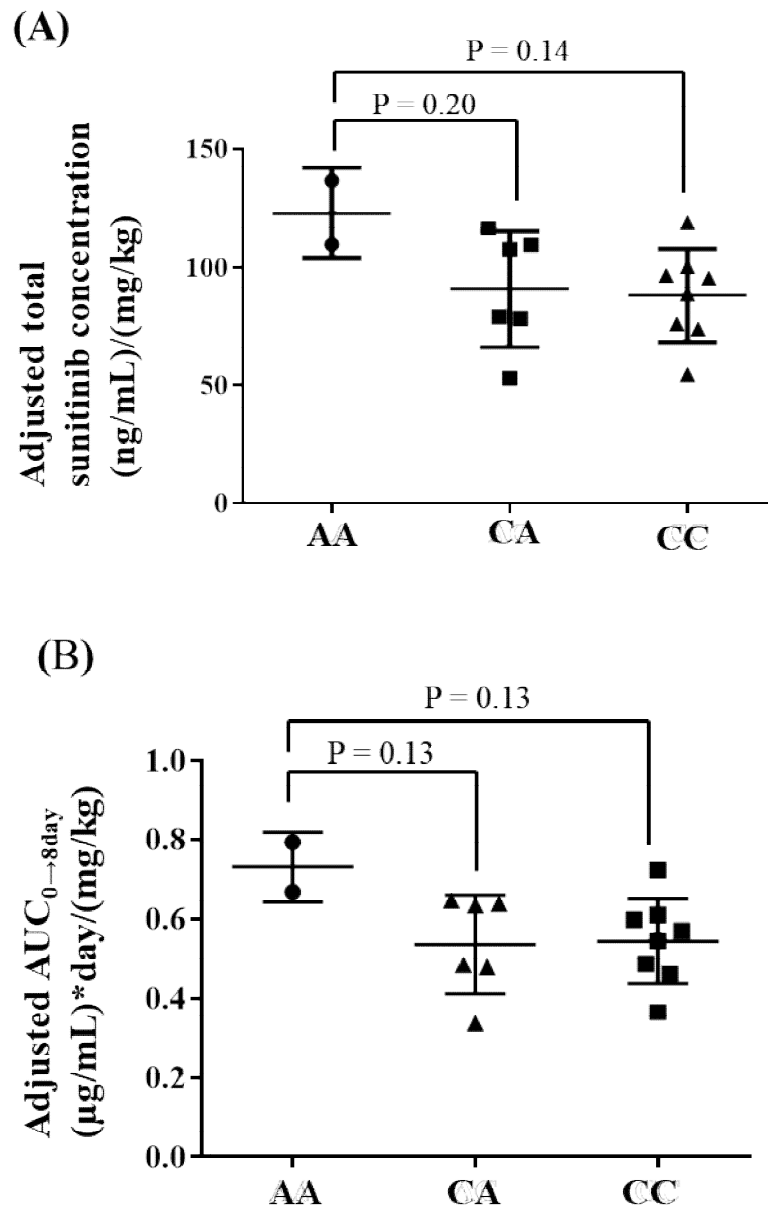 (A)
P = 0.14
P = 0.20
Adjusted total
sunitinib concentration
(ng/mL)/(mg/kg)
150
100
50
0
AA
CA
CC
(B)
P = 0.13
P = 0.13
Adjusted AUC0→8day
(μg/mL)*day/(mg/kg)
1.0
0.8
0.6
0.4
0.2
0.0
AA
CA
CC